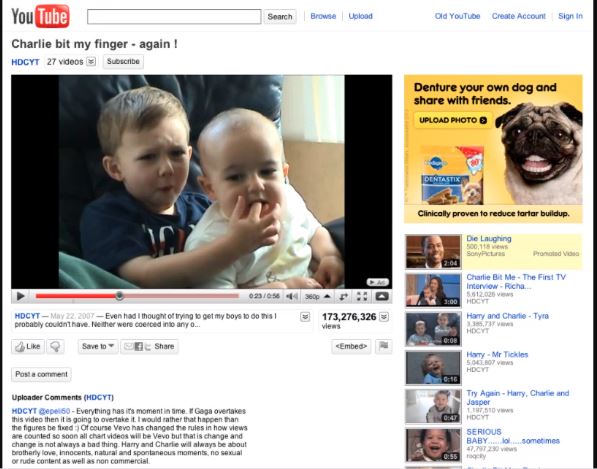 YouTube
Search
Browse
Upload
Old YouTube
Create Account
Sign In
Charlie bit my finger - again !
HDCYT
27 videos
Subscribe
Ad
0:23 / 0:56
360p
HDCYT — May 22, 2007 — Even had I thought of trying to get my boys to do this I
probably couldn't have. Neither were coerced into any o...
173,276,326
views
Like
Save to
Share
<Embed>
Post a comment
Uploader Comments (HDCYT)
HDCYT @epeli50 - Everything has it's moment in time. If Gaga overtakes
this video then it is going to overtake it. I would rather that happen than
the figures be fixed :) Of course Vevo has changed the rules in how views
are counted so soon all chart videos will be Vevo but that is change and
change is not always a bad thing. Harry and Charlie will always be about
brotherly love, innocents, natural and spontaneous moments, no sexual
or rude content as well as non commercial.
Denture your own dog and
share with friends.
UPLOAD PHOTO
Pedigree
DENTASTIX
Clinically proven to reduce tartar buildup.
2:04
Die Laughing
500,118 views
SonyPictures
Promoted Video
3:00
Charlie Bit Me - The First TV
Interview - Richa...
5,612,026 views
HDCYT
0:08
Harry and Charlie - Tyra
3,385,737 views
HDCYT
0:16
Harry - Mr Tickles
5,043,807 views
HDCYT
0:47
Try Again - Harry, Charlie and
Jasper
1,197,510 views
HDCYT
0:55
SERIOUS
BABY......lol.....sometimes
47,797,230 views
roqcity